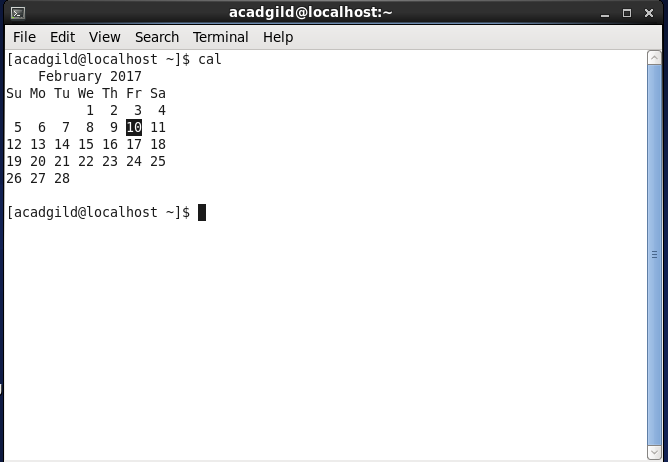 acadgild@localhost:~
File Edit View Search Terminal Help
[acadgild@localhost ~]$ cal
    February 2017
Su Mo Tu We Th Fr Sa
          1  2  3  4
 5  6  7  8  9 10 11
12 13 14 15 16 17 18
19 20 21 22 23 24 25
26 27 28
[acadgild@localhost ~]$